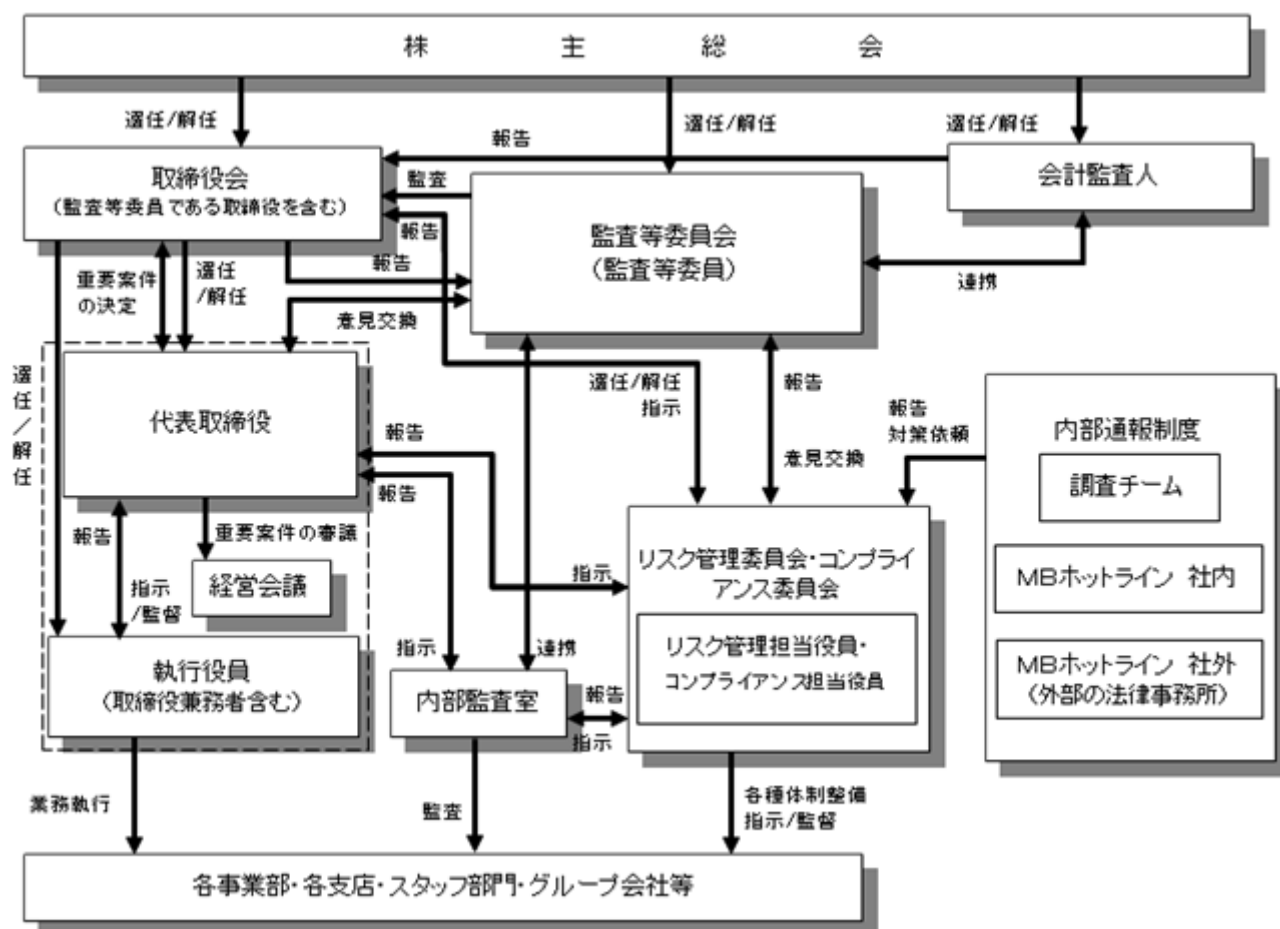 株主総会
選任/解任
選任/解任
選任/解任
報告
取締役会
（監査等委員である取締役を含む）
監査
報告
監査等委員会
（監査等委員）
会計監査人
連携
重要案件
の決定
選任
/解任
報告
意見交換
選任／解任
代表取締役
選任/解任
指示
報告
意見交換
報告
対策依頼
内部通報制度
調査チーム
MBホットライン 社内
MBホットライン 社外
（外部の法律事務所）
報告
報告
報告
指示
/監督
重要案件の審議
経営会議
指示
リスク管理委員会・コンプライ
アンス委員会
リスク管理担当役員・
コンプライアンス担当役員
執行役員
（取締役兼務者含む）
指示
連携
内部監査室
報告
指示
業務執行
監査
各種体制整備
指示/監督
各事業部・各支店・スタッフ部門・グループ会社等